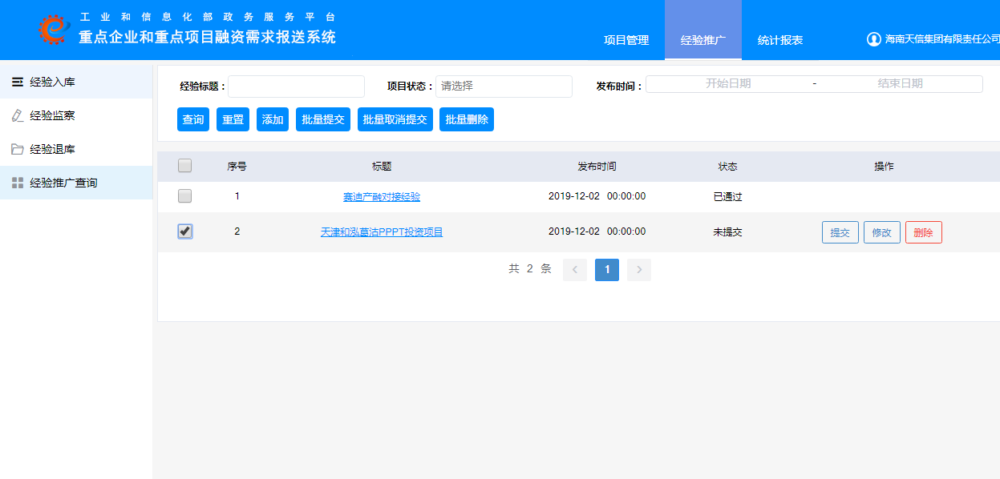 工业和信息化部政务服务平台
重点企业和重点项目融资需求报送系统
项目管理 经验推广 统计报表 海南天信集团有限责任公司
经验入库
经验监察
经验退库
经验推广查询
经验标题： 项目状态： 请选择 发布时间： 开始日期 - 结束日期
查询 重置 添加 批量提交 批量取消提交 批量删除
序号 标题 发布时间 状态 操作
1 赛迪产融对接经验 2019-12-02 00:00:00 已通过
2 天津和泓葛沽PPPT投资项目 2019-12-02 00:00:00 未提交 提交 修改 删除
共 2 条 < 1 >